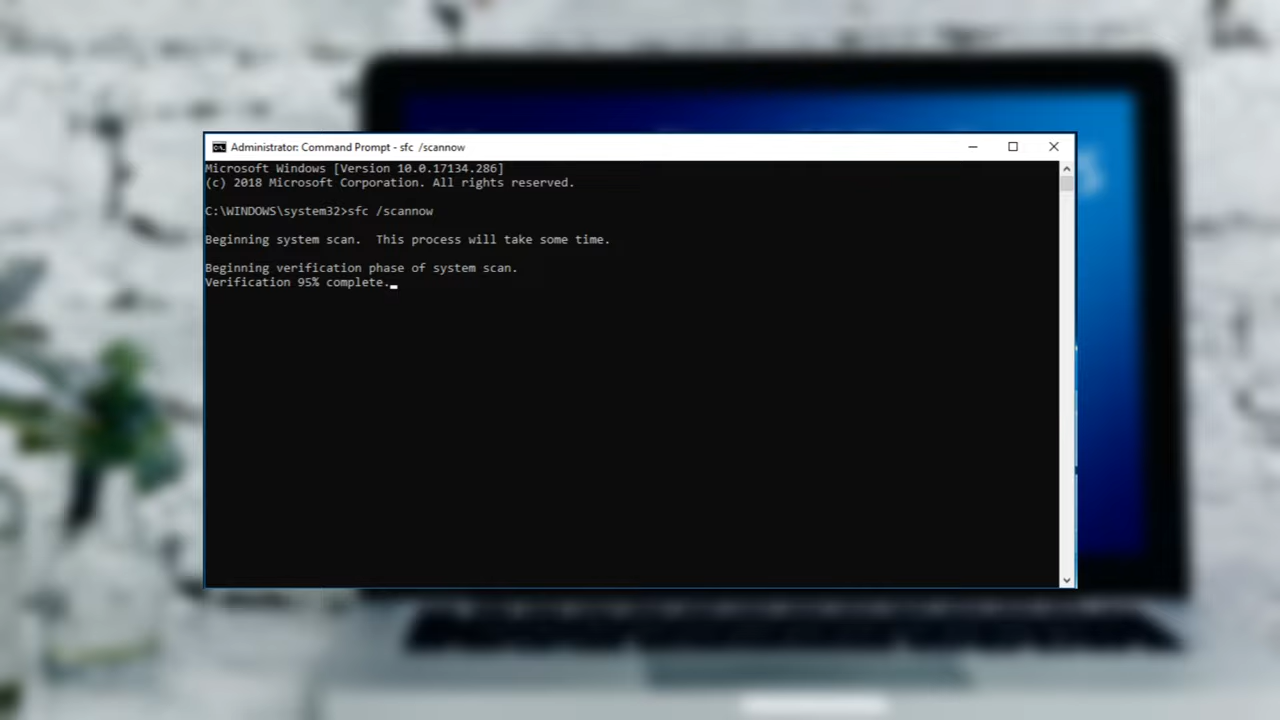 Administrator: Command Prompt - sfc /scannow
Microsoft Windows [Version 10.0.17134.286]
(c) 2018 Microsoft Corporation. All rights reserved.
C:\WINDOWS\system32>sfc /scannow
Beginning system scan.  This process will take some time.
Beginning verification phase of system scan.
Verification 95% complete.